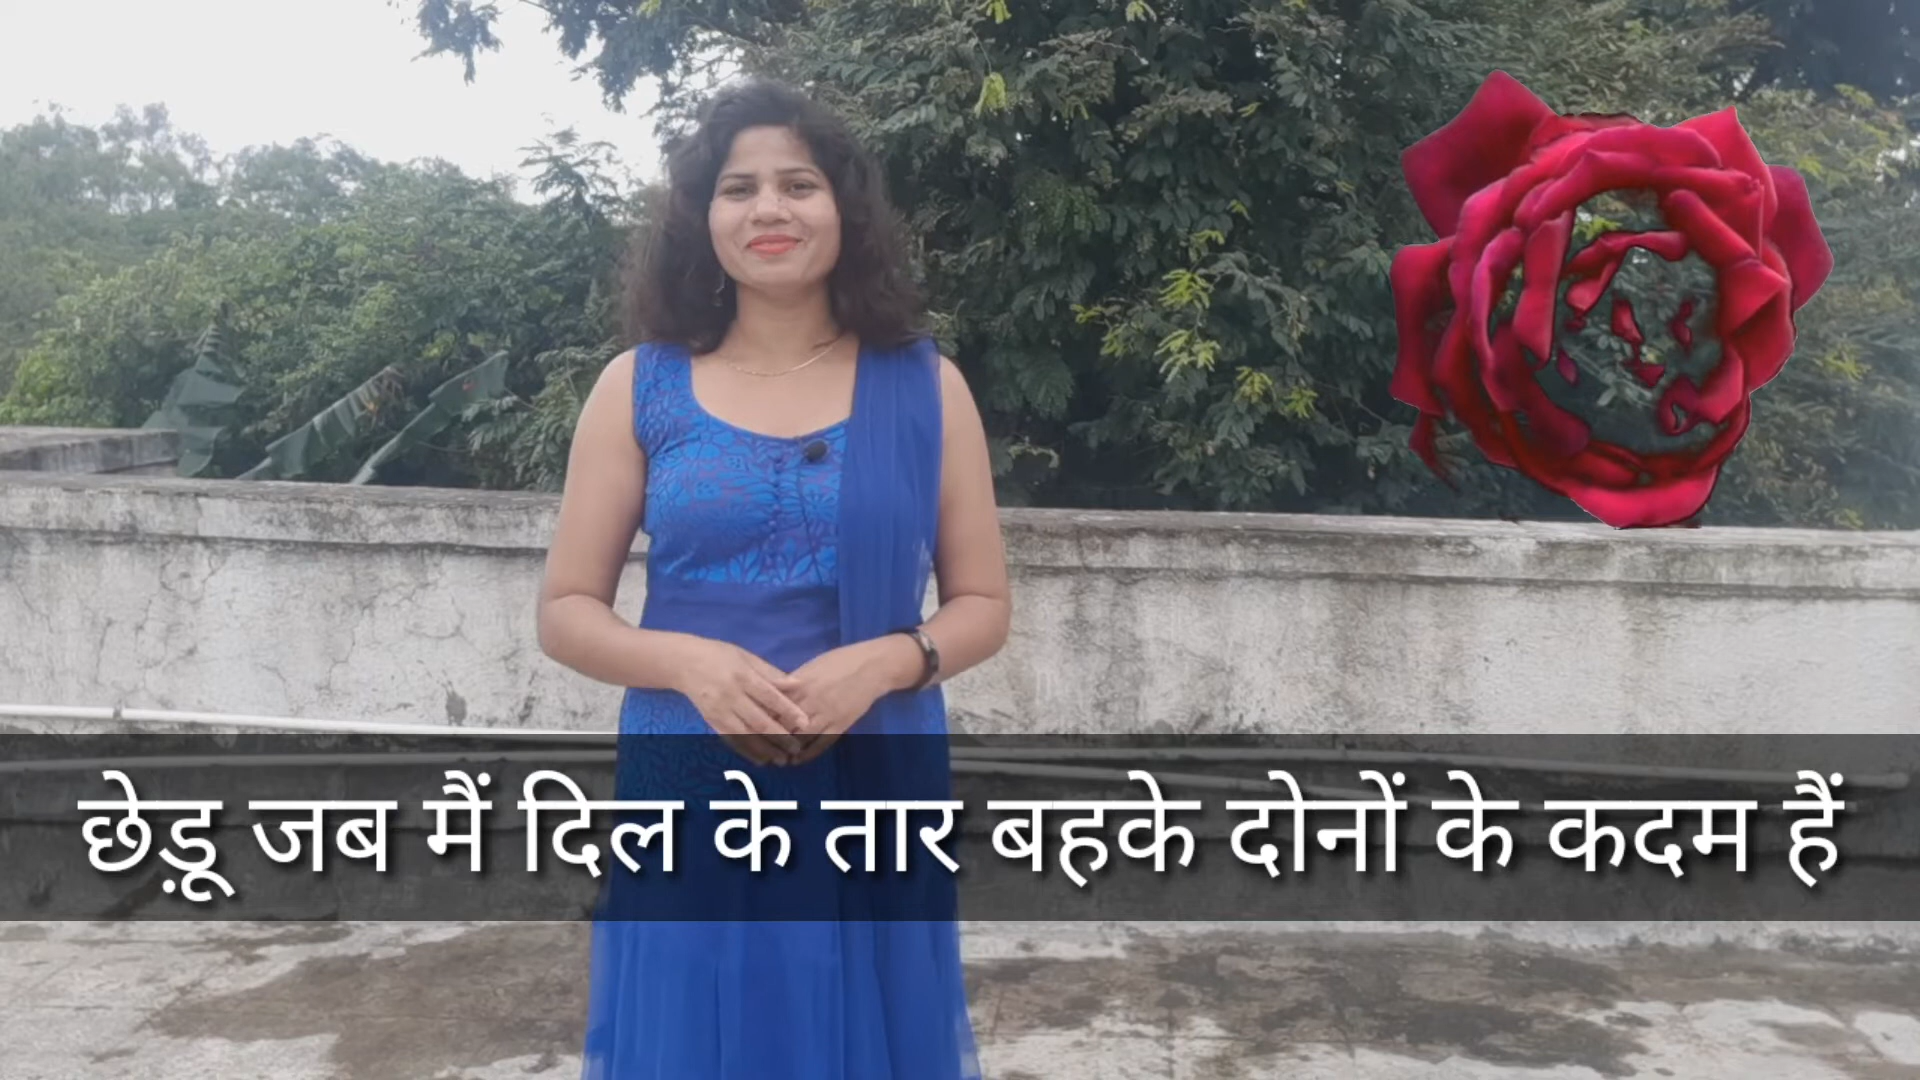 छेड़ू जब मैं दिल के तार बहके दोनों के कदम हैं